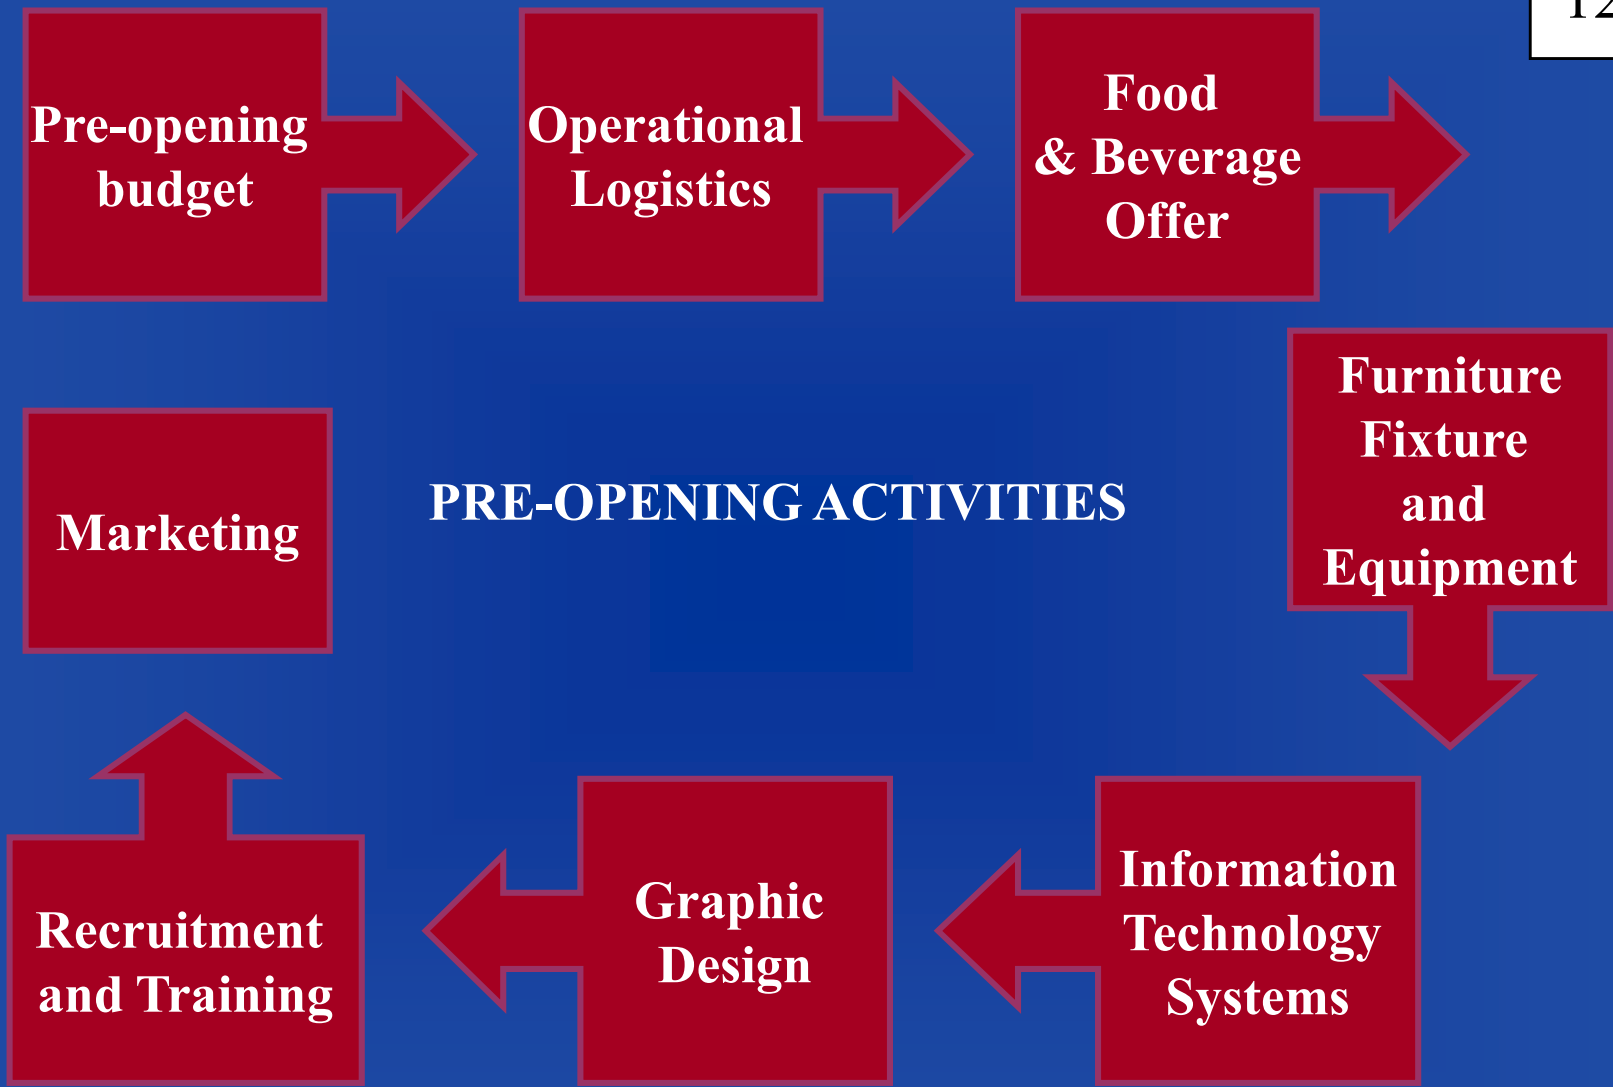 12
Pre-opening
budget
Operational
Logistics
Food
& Beverage
Offer
Furniture
Fixture
and
Equipment
PRE-OPENING ACTIVITIES
Marketing
Information
Technology
Systems
Graphic
Design
Recruitment
and Training